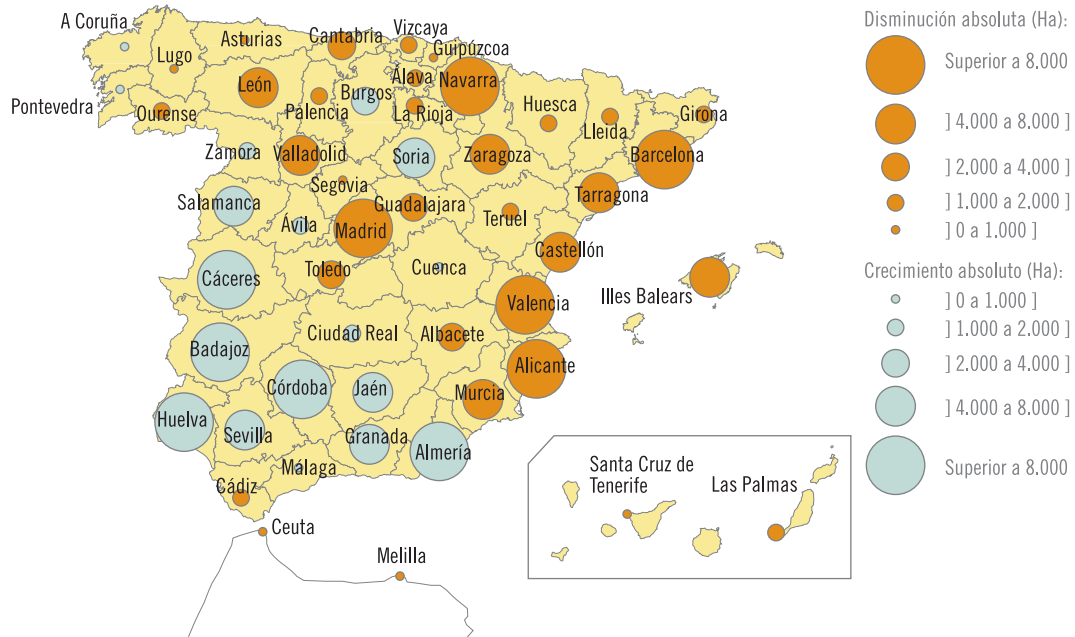 A Coruña
Lugo
Asturias
Cantabria
Vizcaya
Guipúzcoa
Pontevedra
Ourense
León
Palencia
Burgos
Álava
Navarra
La Rioja
Huesca
Lleida
Girona
Zamora
Valladolid
Soria
Zaragoza
Barcelona
Segovia
Salamanca
Ávila
Madrid
Guadalajara
Teruel
Tarragona
Cáceres
Toledo
Cuenca
Castellón
Valencia
Illes Balears
Badajoz
Ciudad Real
Albacete
Alicante
Huelva
Córdoba
Jaén
Murcia
Sevilla
Granada
Almería
Málaga
Cádiz
Ceuta
Melilla
Santa Cruz de
Tenerife
Las Palmas
Disminución absoluta (Ha):
Superior a 8,000
] 4.000 a 8.000 ]
] 2.000 a 4.000 ]
] 1.000 a 2.000 ]
] 0 a 1.000 ]
Crecimiento absoluto (Ha):
] 0 a 1.000 ]
] 1.000 a 2.000 ]
] 2.000 a 4.000 ]
] 4.000 a 8.000 ]
Superior a 8.000